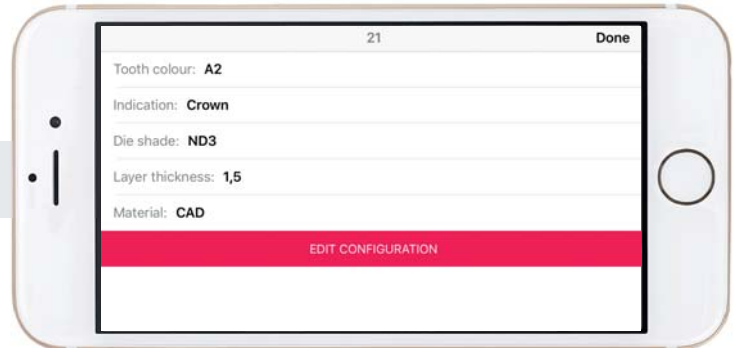 21 Done
Tooth colour: A2
Indication: Crown
Die shade: ND3
Layer thickness: 1,5
Material: CAD
EDIT CONFIGURATION